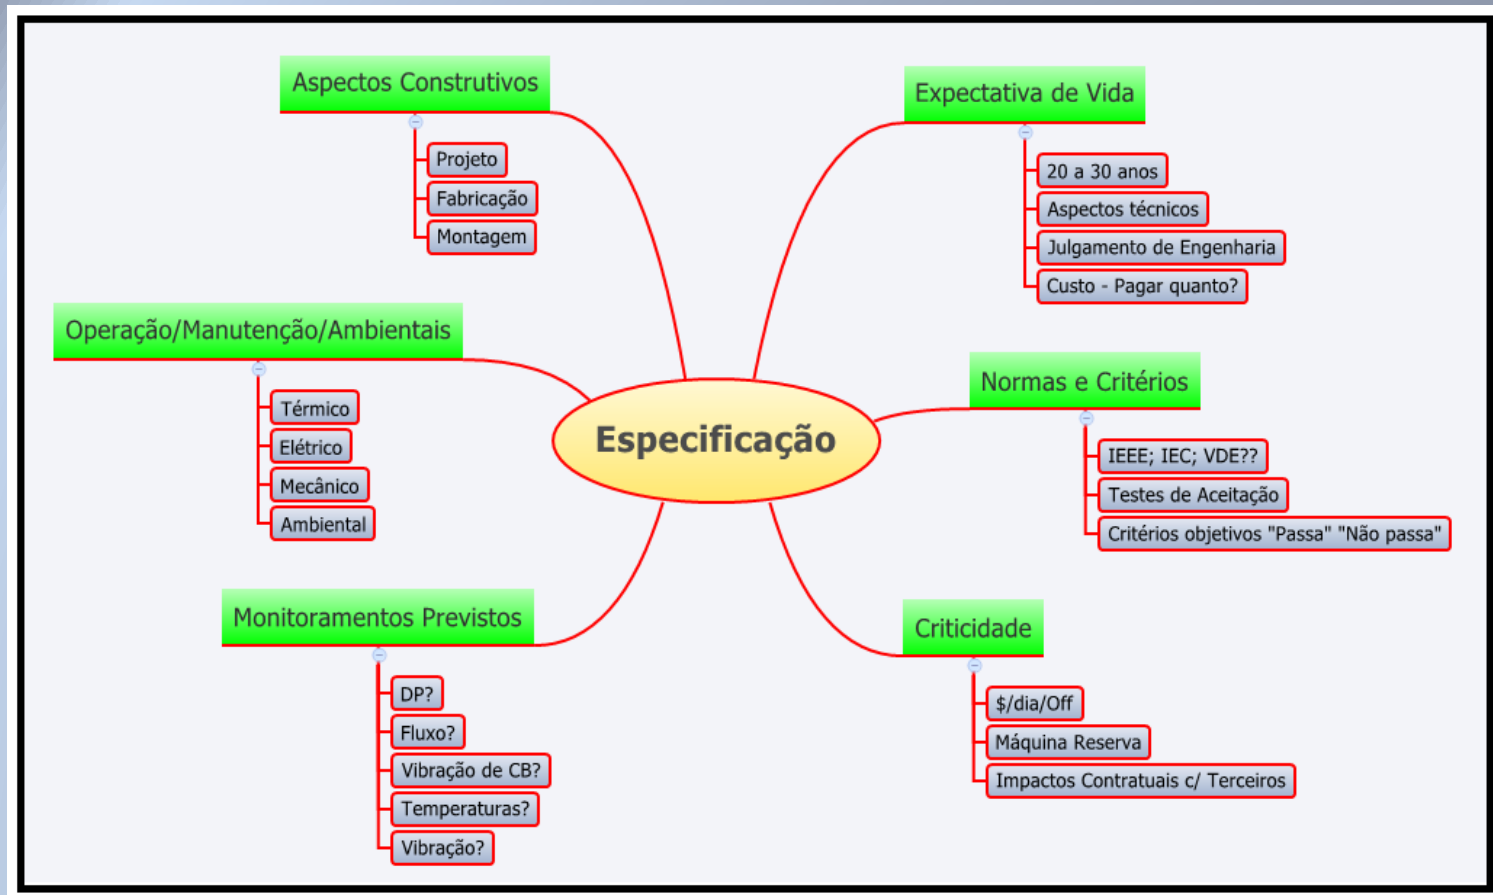 Aspectos Construtivos
Projeto
Fabricação
Montagem
Operação/Manutenção/Ambientais
Térmico
Elétrico
Mecânico
Ambiental
Monitoramentos Previstos
DP?
Fluxo?
Vibração de CB?
Temperaturas?
Vibração?
Especificação
Expectativa de Vida
20 a 30 anos
Aspectos técnicos
Julgamento de Engenharia
Custo - Pagar quanto?
Normas e Critérios
IEEE; IEC; VDE??
Testes de Aceitação
Critérios objetivos "Passa" "Não passa"
Criticidade
$/dia/Off
Máquina Reserva
Impactos Contratuais c/ Terceiros